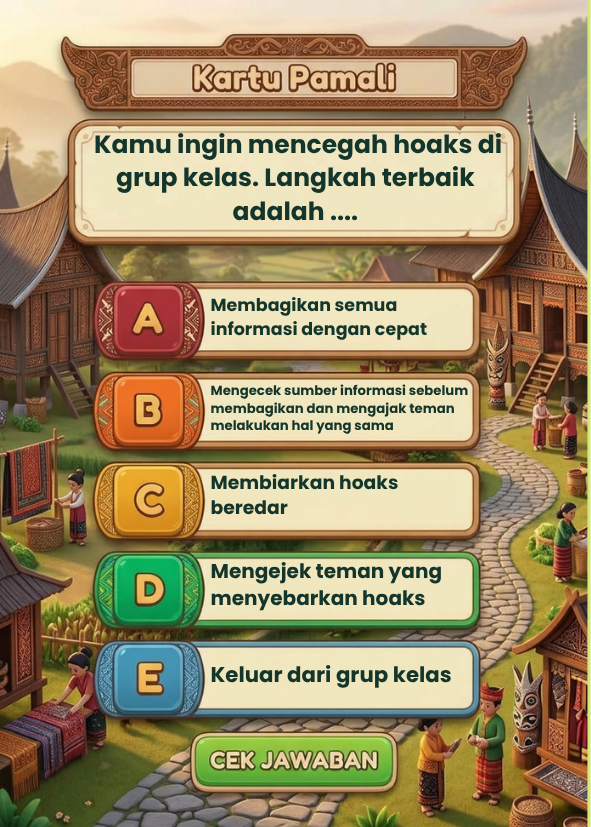 Kartu Pamali
Kamu ingin mencegah hoaks di
grup kelas. Langkah terbaik
adalah ....
A
Membagikan semua
informasi dengan cepat
B
Mengecek sumber informasi sebelum
membagikan dan mengajak teman
melakukan hal yang sama
C
Membiarkan hoaks
beredar
D
Mengejek teman yang
menyebarkan hoaks
E
Keluar dari grup kelas
CEK JAWABAN